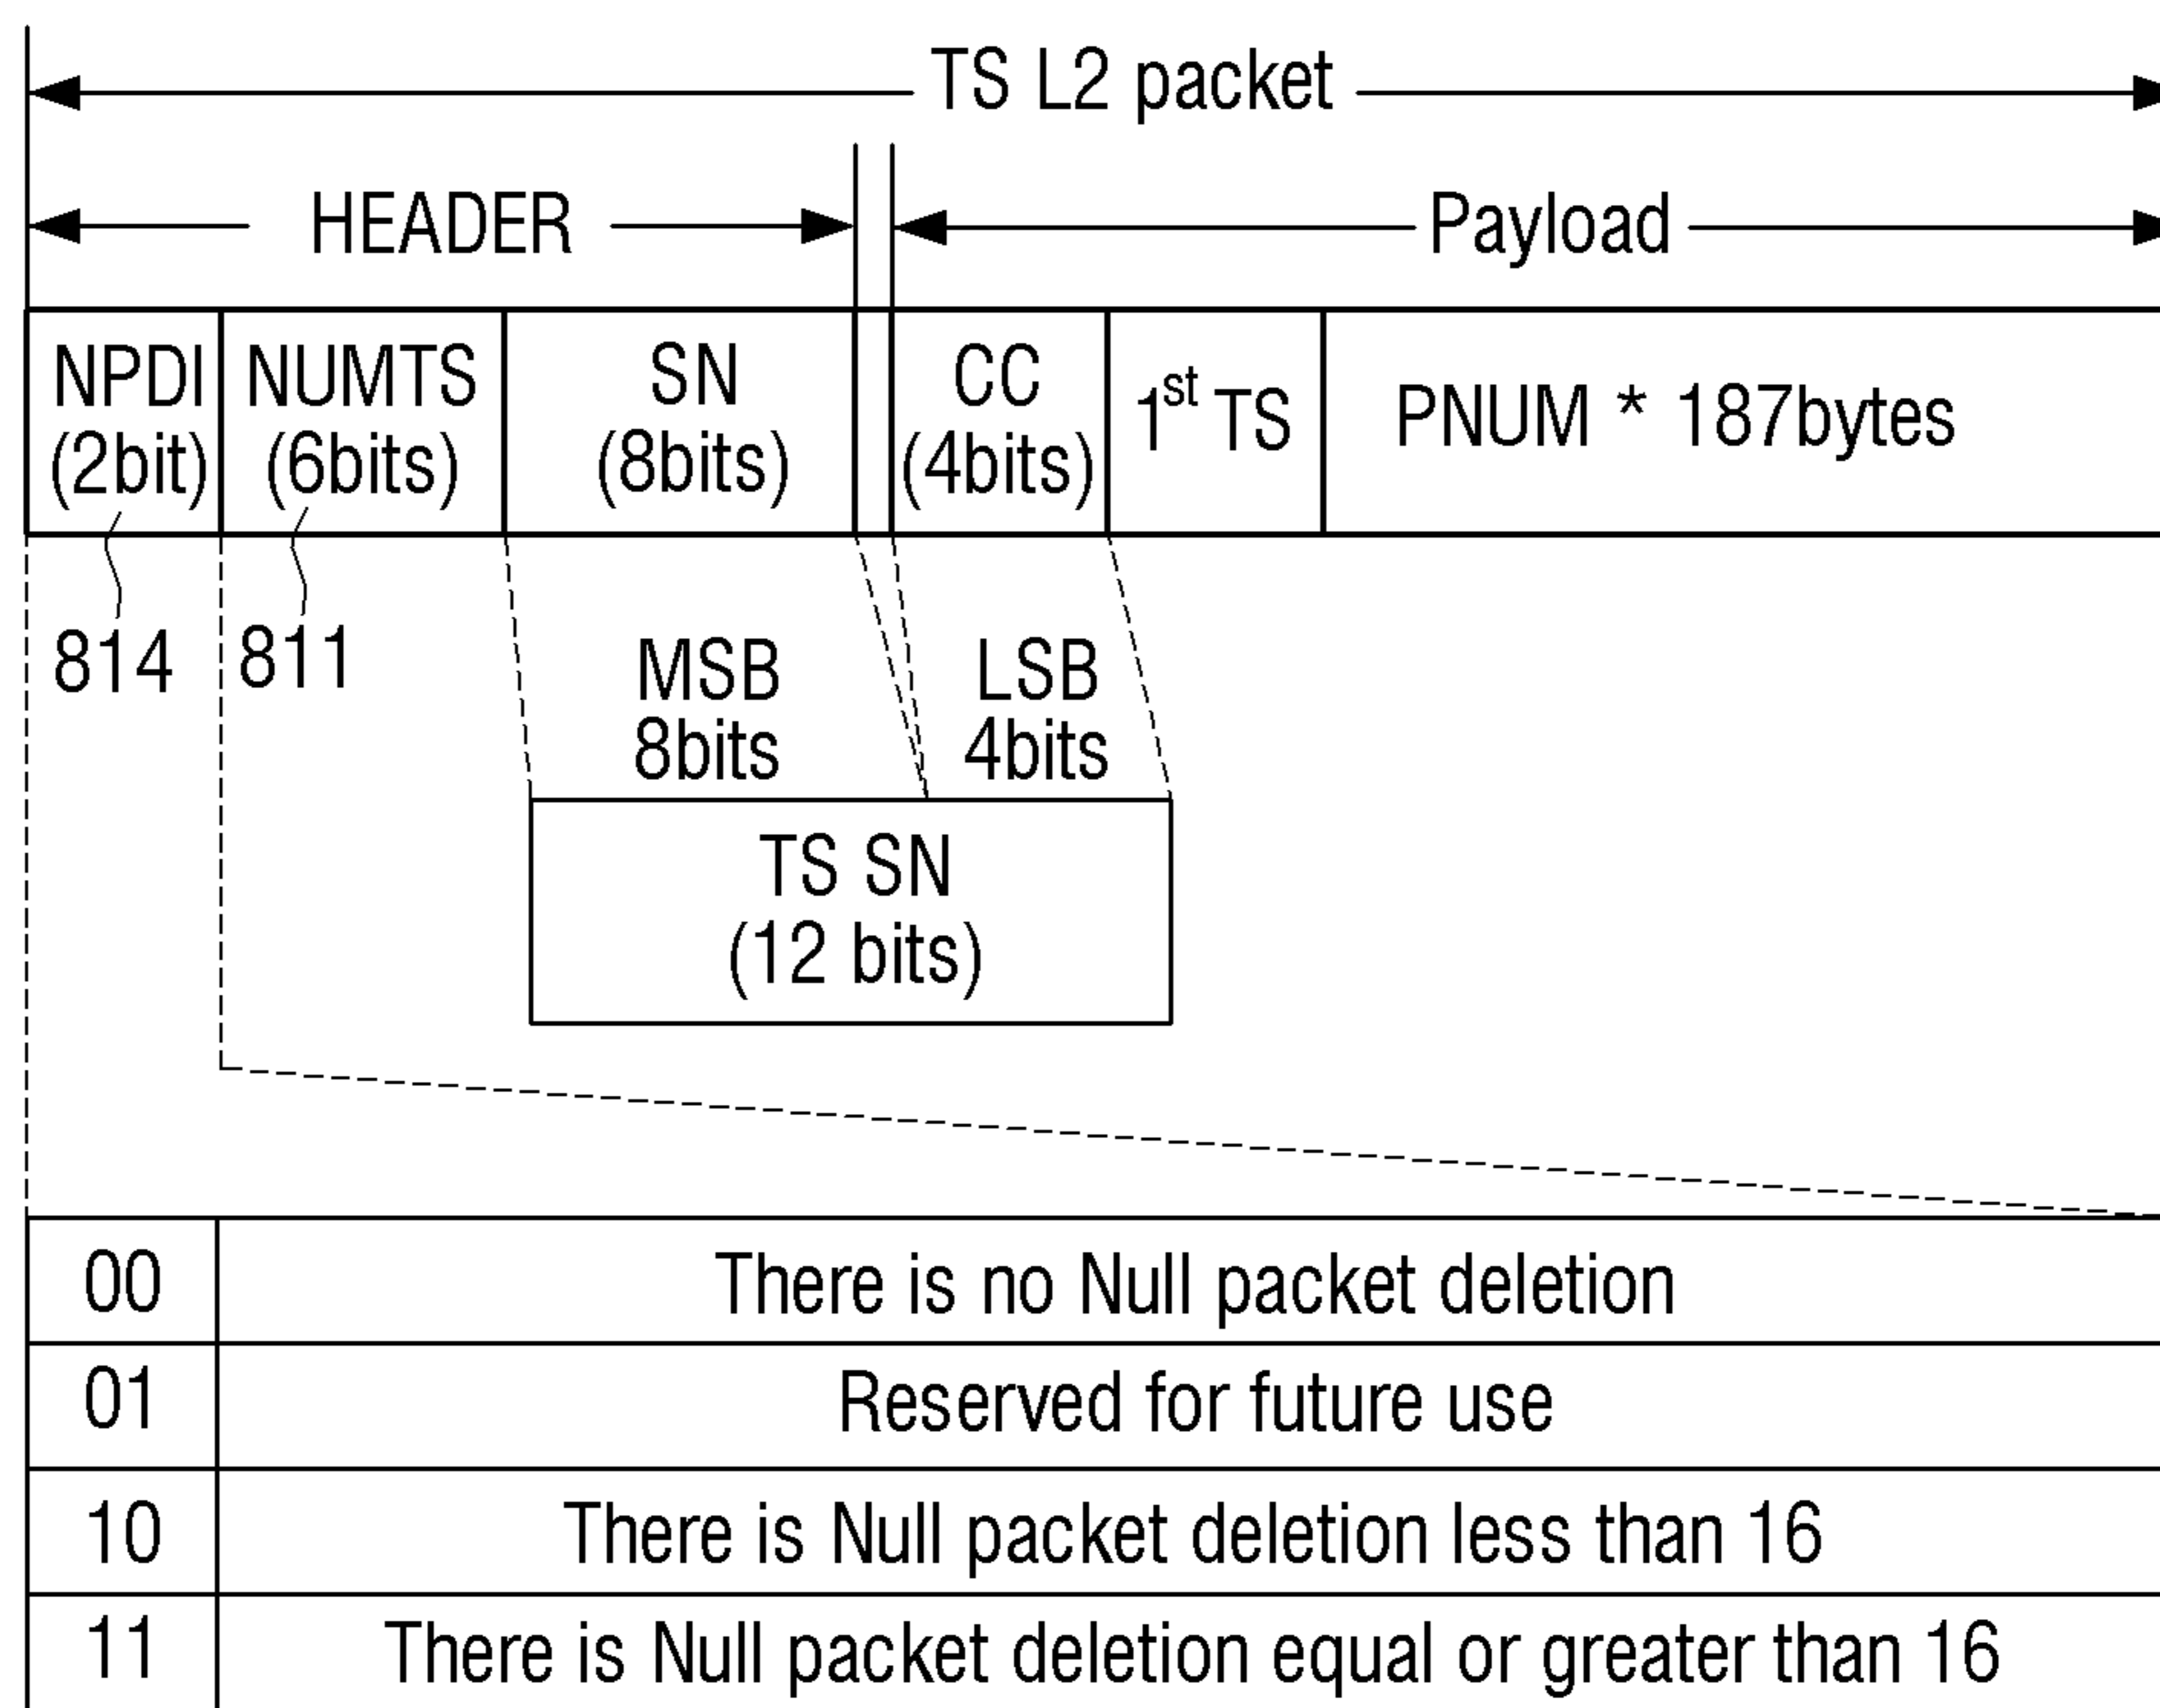 TS L2 packet
HEADER
Payload
NPDI
(2bit)
NUMTS
(6bits)
SN
(8bits)
CC
(4bits)
1st TS
PNUM * 187bytes
814
811
MSB
8bits
LSB
4bits
TS SN
(12 bits)
00
There is no Null packet deletion
01
Reserved for future use
10
There is Null packet deletion less than 16
11
There is Null packet deletion equal or greater than 16